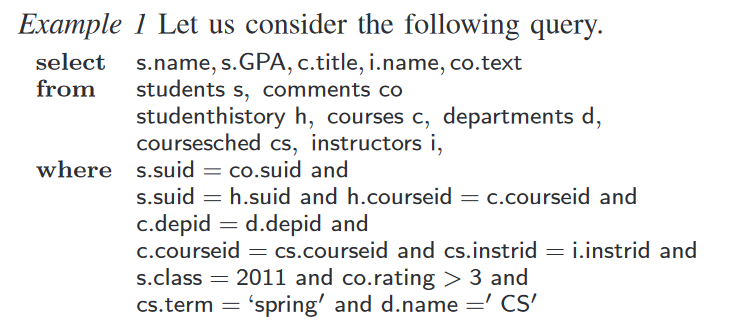 Example 1 Let us consider the following query.
select s.name, s.GPA, c.title, i.name, co.text
from students s, comments co
studenthistory h, courses c, departments d,
coursesched cs, instructors i,
where s.suid = co.suid and
s.suid = h.suid and h.courseid = c.courseid and
c.depid = d.depid and
c.courseid = cs.courseid and cs.instrid = i.instrid and
s.class = 2011 and co.rating > 3 and
cs.term = ‘spring′ and d.name =′ CS′